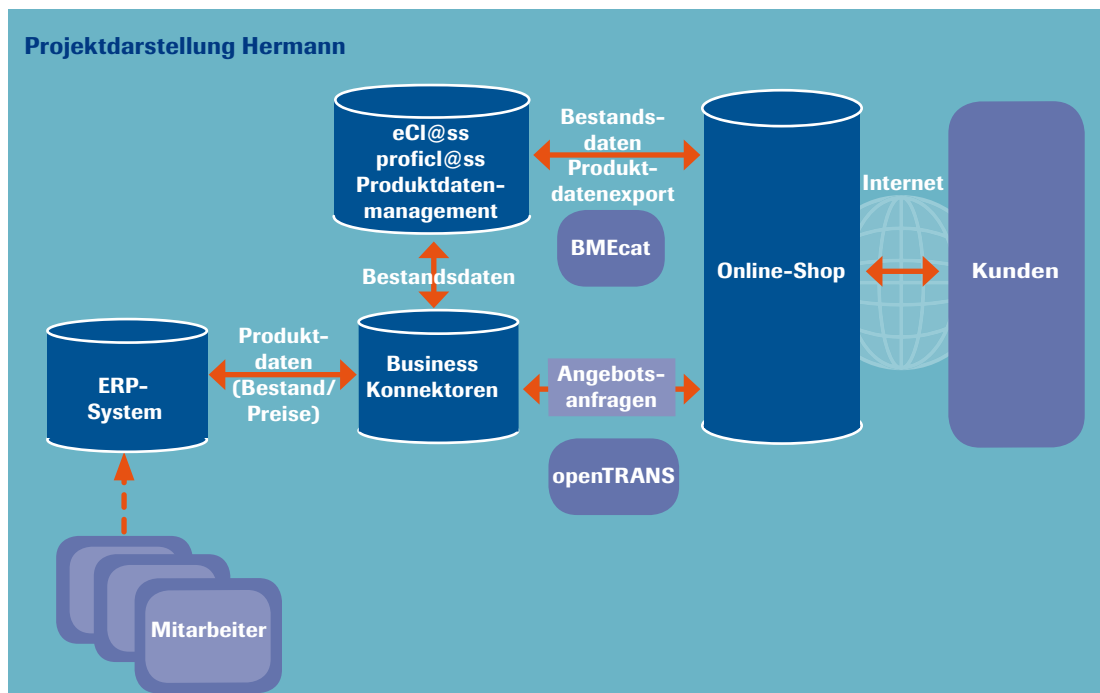 Projektdarstellung Hermann
eCl@ss
proficl@ss
Produktdaten-
management
Bestands-
daten
Produkt-
datenexport
BMEcat
Online-Shop
Internet
Kunden
Bestandsdaten
ERP-
System
Produkt-
daten
(Bestand/
Preise)
Business
Konnektoren
Angebots-
anfragen
openTRANS
Mitarbeiter